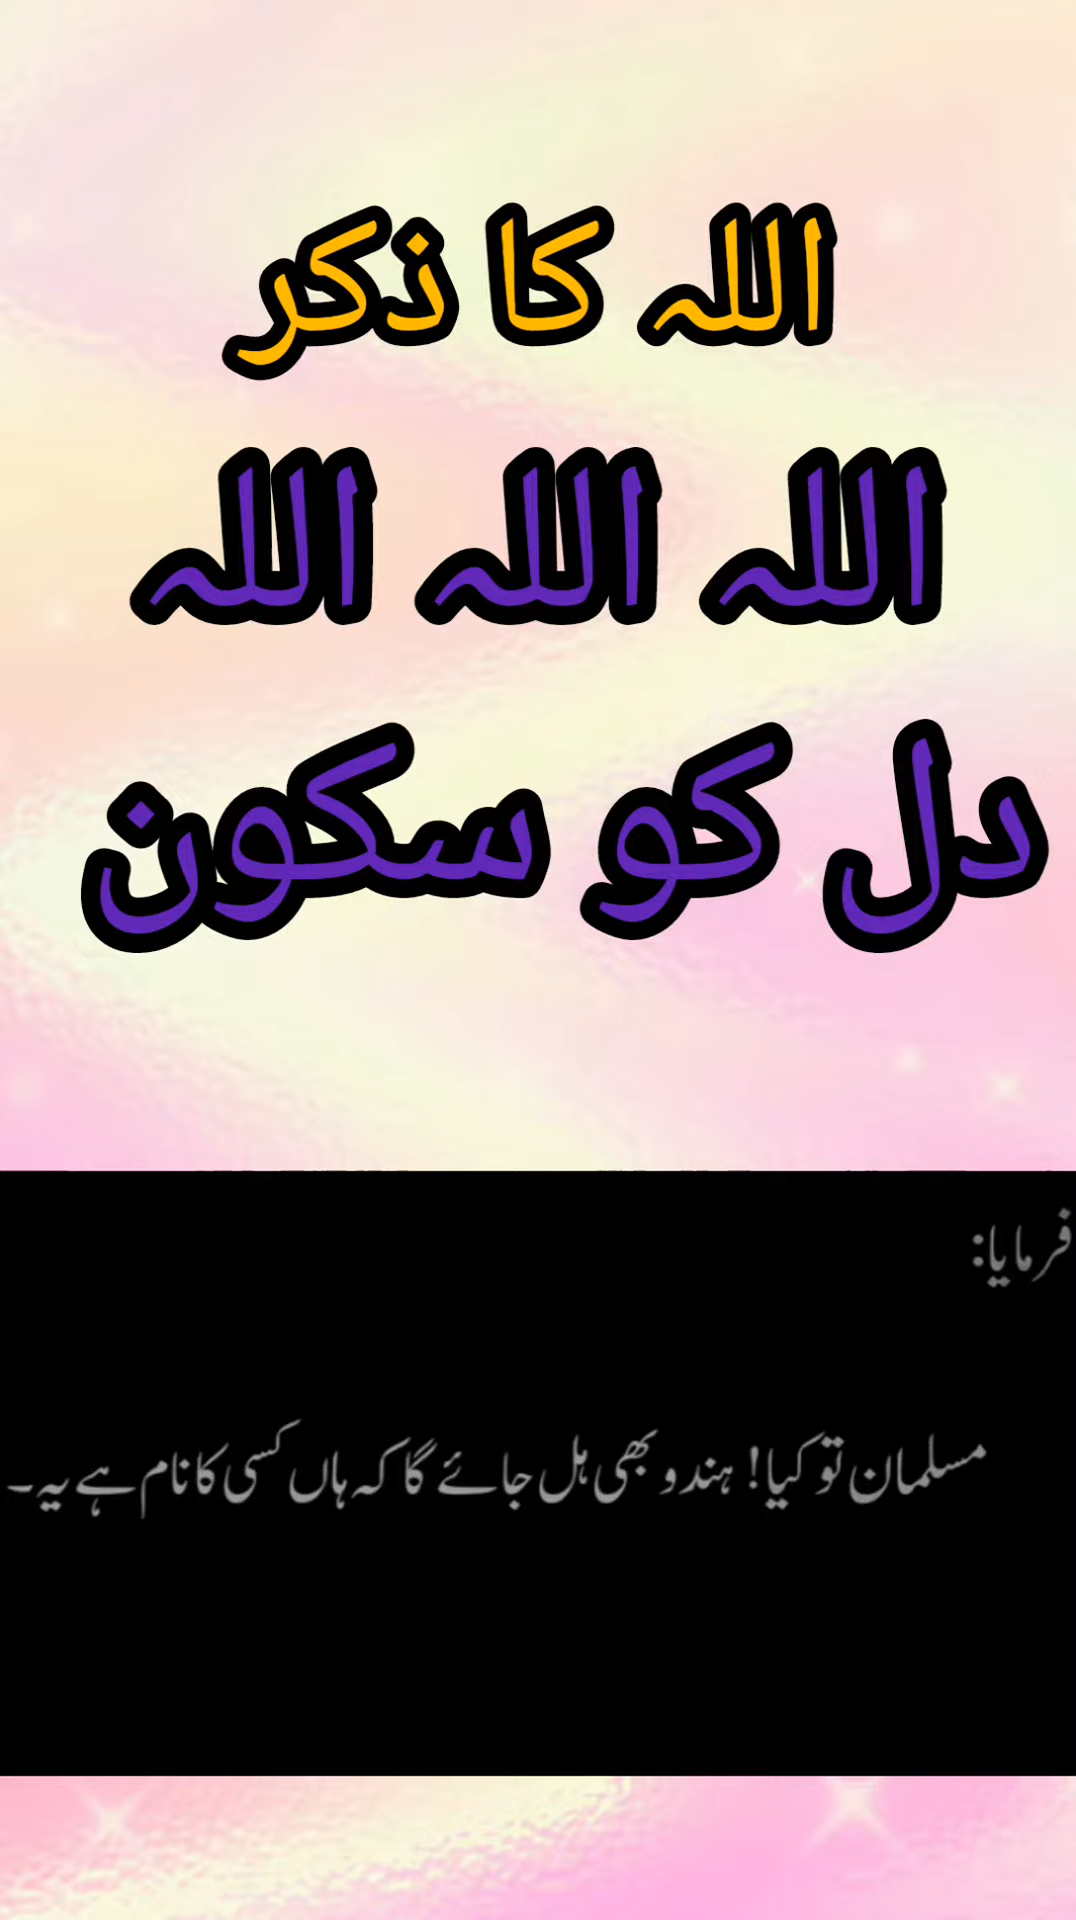 اللہ کا ذکر
اللہ اللہ اللہ
دل کو سکون
فرمایا:
مسلمان تو کیا! ہندو بھی ہل جائے گا کہ ہاں کسی کا نام ہے یہ۔